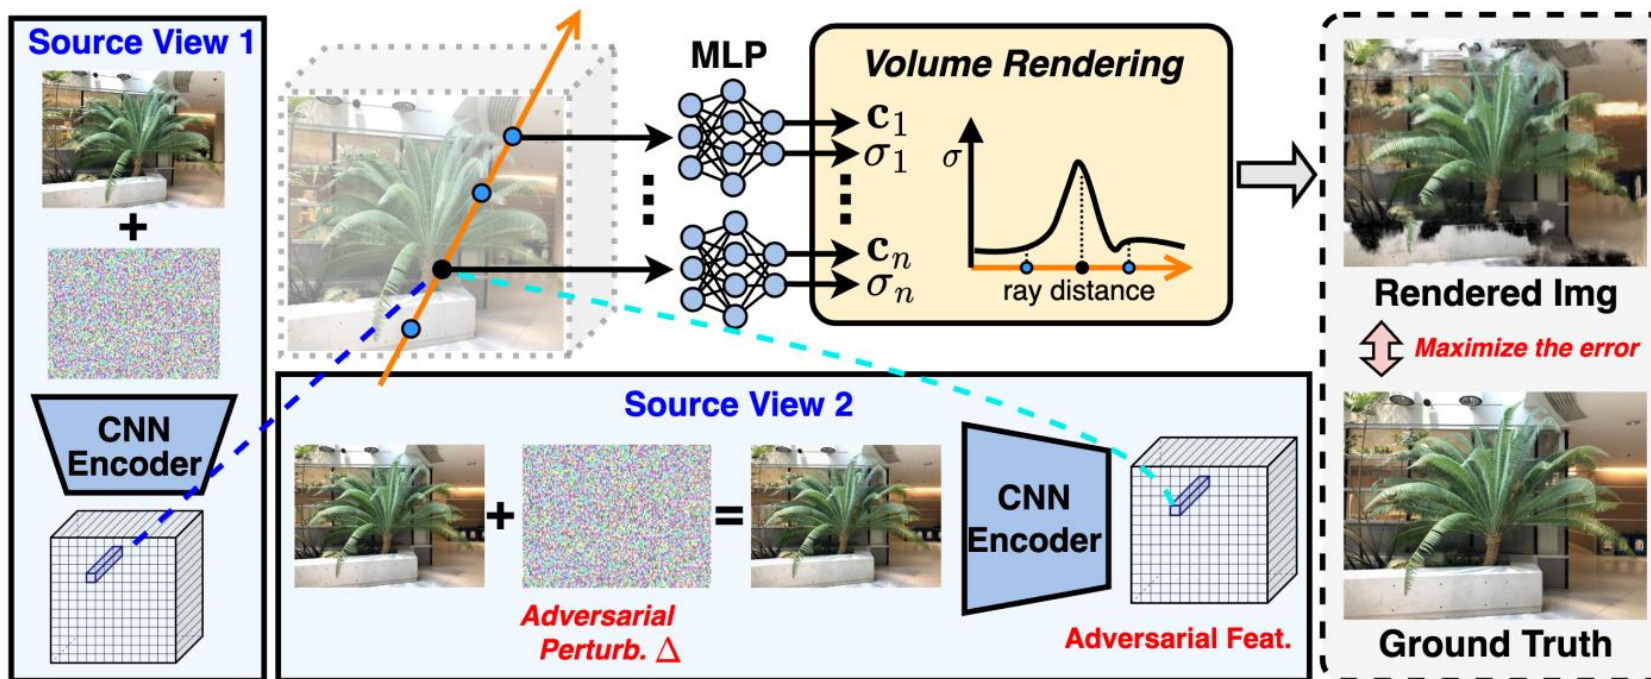 Source View 1
+
CNN
Encoder
MLP
Volume Rendering
c₁
σ₁
cₙ
σₙ
σ
ray distance
Source View 2
+
=
Adversarial
Perturb. Δ
CNN
Encoder
Adversarial Feat.
Rendered Img
Maximize the error
Ground Truth